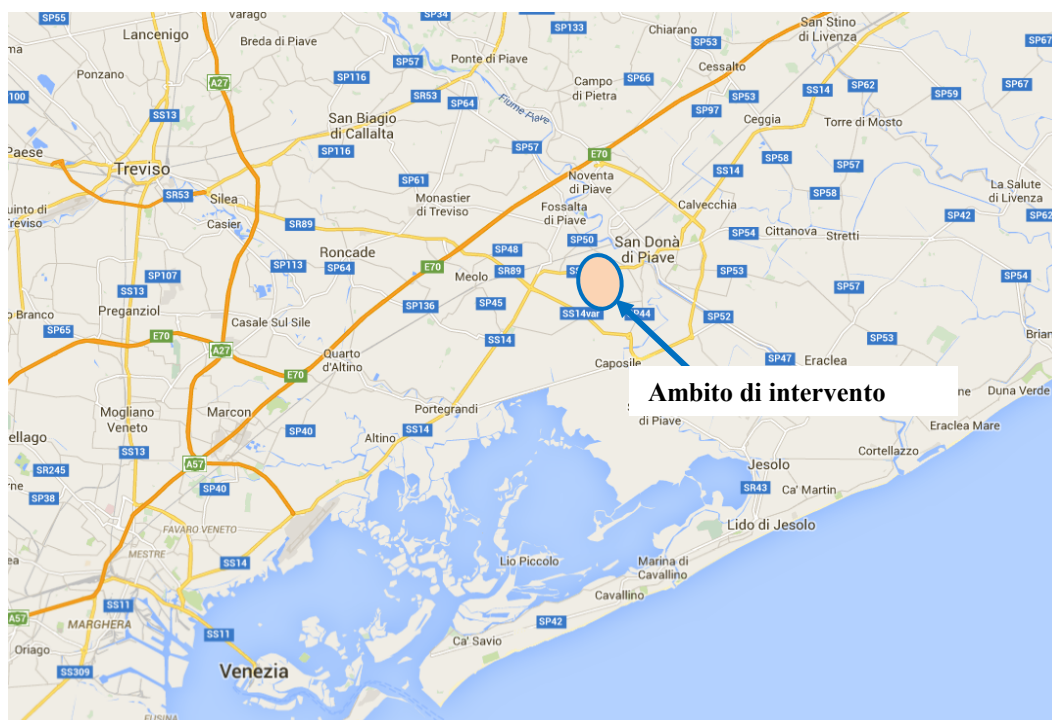 SP55
Varago
SP34
SP133
Chiarano
San Stino
di Livenza
Lancenigo
Breda di Piave
SP53
SP67
Ponte di Piave
SP57
Cessalto
Ponzano
A27
SP116
Campo
di Pietra
SP66
SP62
SP67
SP100
SR53
SP64
SS14
SP59
SP53
SS13
San Biagio
di Callalta
Fiume Piave
SP97
Ceggia
Torre di Mosto
Paese
SP116
SP57
E70
SP58
SP57
Treviso
Noventa
di Piave
SS14
SP61
SP58
La Salute
di Livenza
SR53
Silea
Monastier
di Treviso
Fossalta
di Piave
Calvecchia
SP42
SP62
Quinto di
Treviso
Casier
SR89
SP50
SP54
Cittanova
Stretti
San Donà
di Piave
Roncade
SP48
SP107
SP113
SP64
E70
Meolo
SR89
SP53
SP54
SS13
SP57
Preganziol
SP136
SP45
SS14var
SP44
SP52
SP65
E70
Casale Sul Sile
SS14
SP53
A27
Quarto
d'Altino
SP47
Eraclea
Caposile
E70
Ambito di intervento
Duna Verde
Mogliano
Veneto
Marcon
Portegrandi
di Piave
Eraclea Mare
SP40
Altino
SS14
SS13
Cortellazzo
SR245
A57
Jesolo
SP38
SP40
SR43
Ca' Martin
FAVARO VENETO
Lido di Jesolo
MESTRE
SS14
Lio Piccolo
Marina di
Cavallino
Cavallino
SS11
A57
MARGHERA
SS11
SP42
Oriago
Ca' Savio
SS309
Venezia